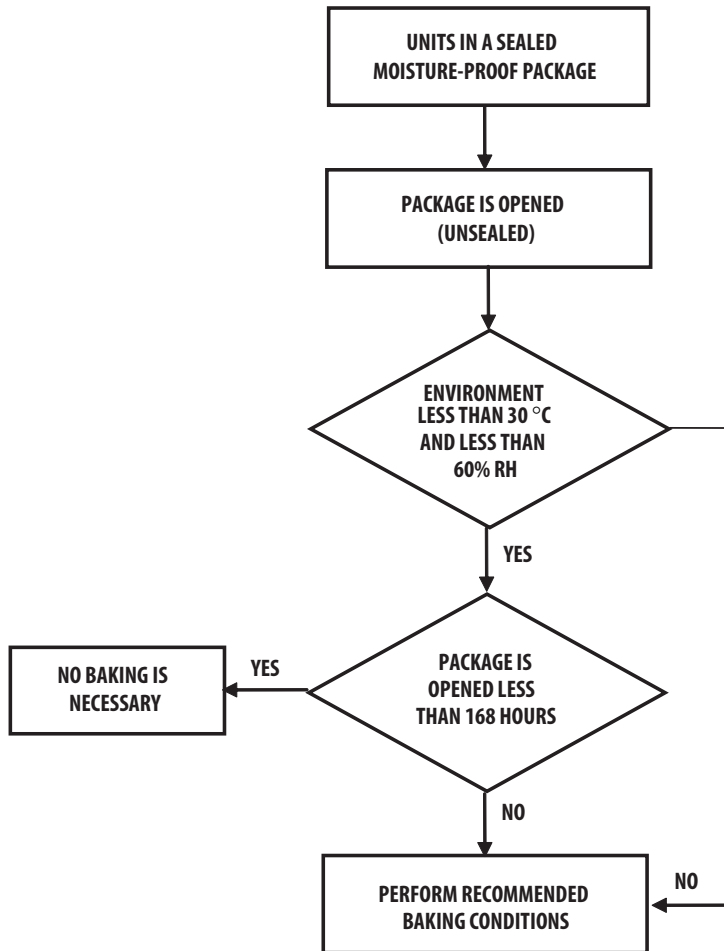 UNITS IN A SEALED
MOISTURE-PROOF PACKAGE
PACKAGE IS OPENED
(UNSEALED)
ENVIRONMENT
LESS THAN 30 °C
AND LESS THAN
60% RH
YES
PACKAGE IS
OPENED LESS
THAN 168 HOURS
YES
NO BAKING IS
NECESSARY
NO
PERFORM RECOMMENDED
BAKING CONDITIONS
NO